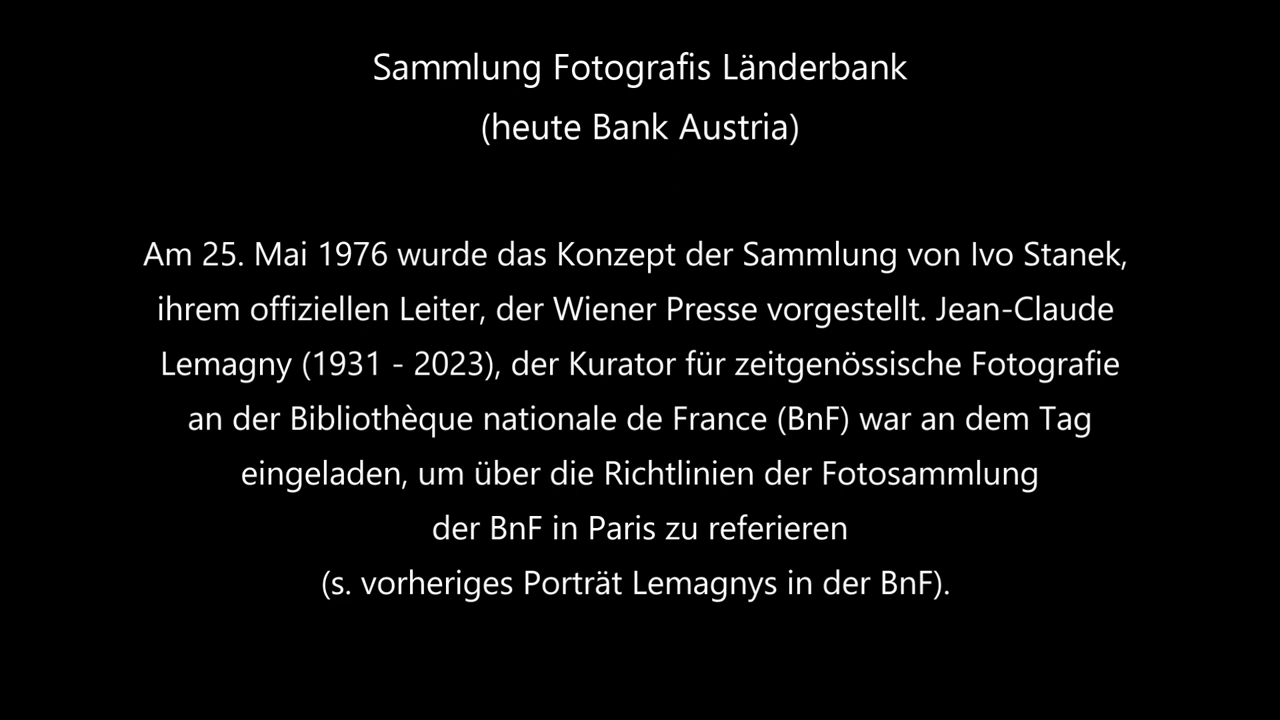 Sammlung Fotografis Länderbank
(heute Bank Austria)
Am 25. Mai 1976 wurde das Konzept der Sammlung von Ivo Stanek,
ihrem offiziellen Leiter, der Wiener Presse vorgestellt. Jean-Claude
Lemagny (1931 - 2023), der Kurator für zeitgenössische Fotografie
an der Bibliothèque nationale de France (BnF) war an dem Tag
eingeladen, um über die Richtlinien der Fotosammlung
der BnF in Paris zu referieren
(s. vorheriges Porträt Lemagnys in der BnF).